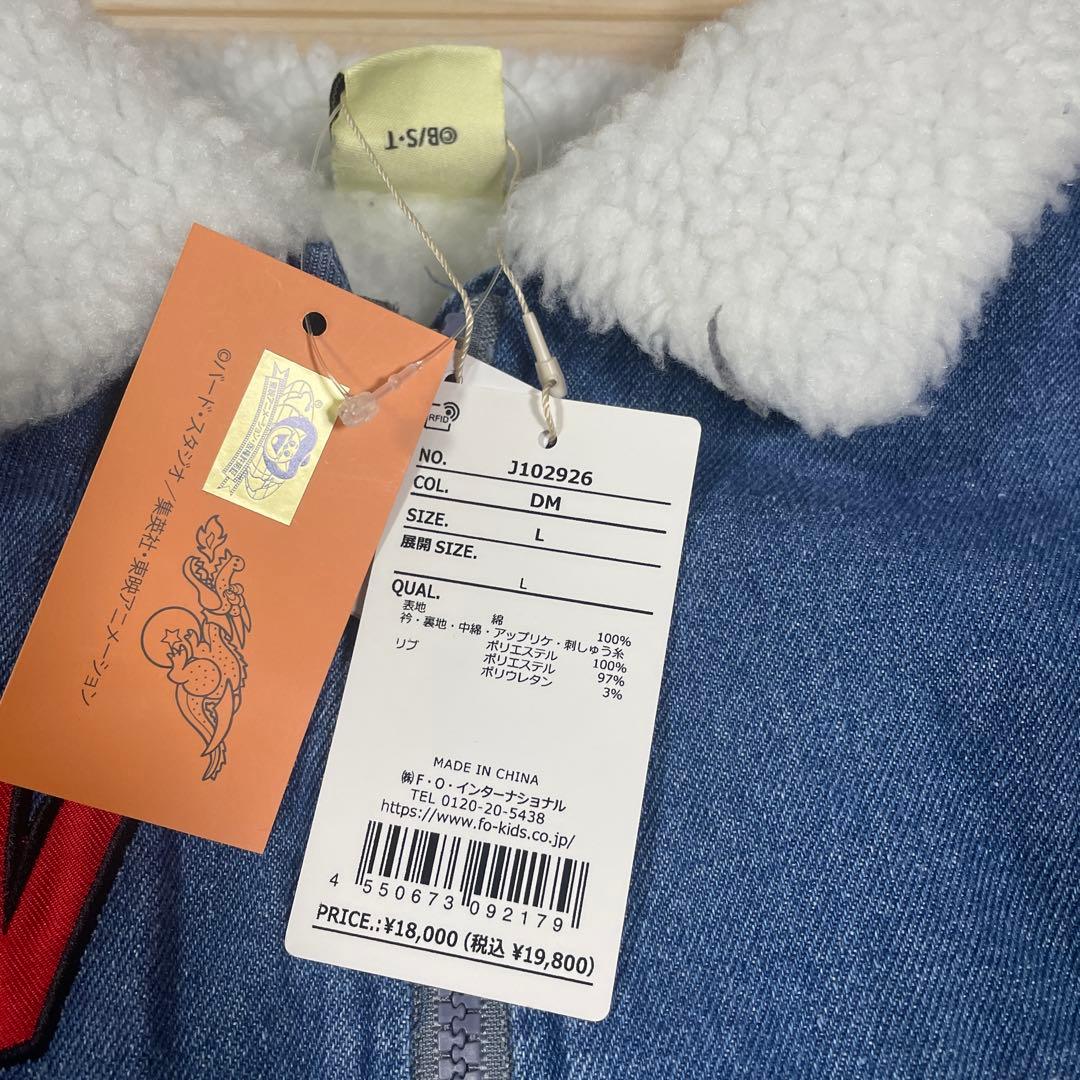 ©B/S・T
©バード・スタジオ/集英社・東映アニメーション
RFID
NO. J102926
COL. DM
SIZE. L
展開 SIZE. L
QUAL.
表地 綿 100%
衿・裏地・中綿・アップリケ・刺しゅう糸
ポリエステル 100%
リブ ポリエステル 97%
ポリウレタン 3%
MADE IN CHINA
㈱F・O・インターナショナル
TEL 0120-20-5438
https://www.fo-kids.co.jp/
4 550673 092179
PRICE.:¥18,000 (税込 ¥19,800)